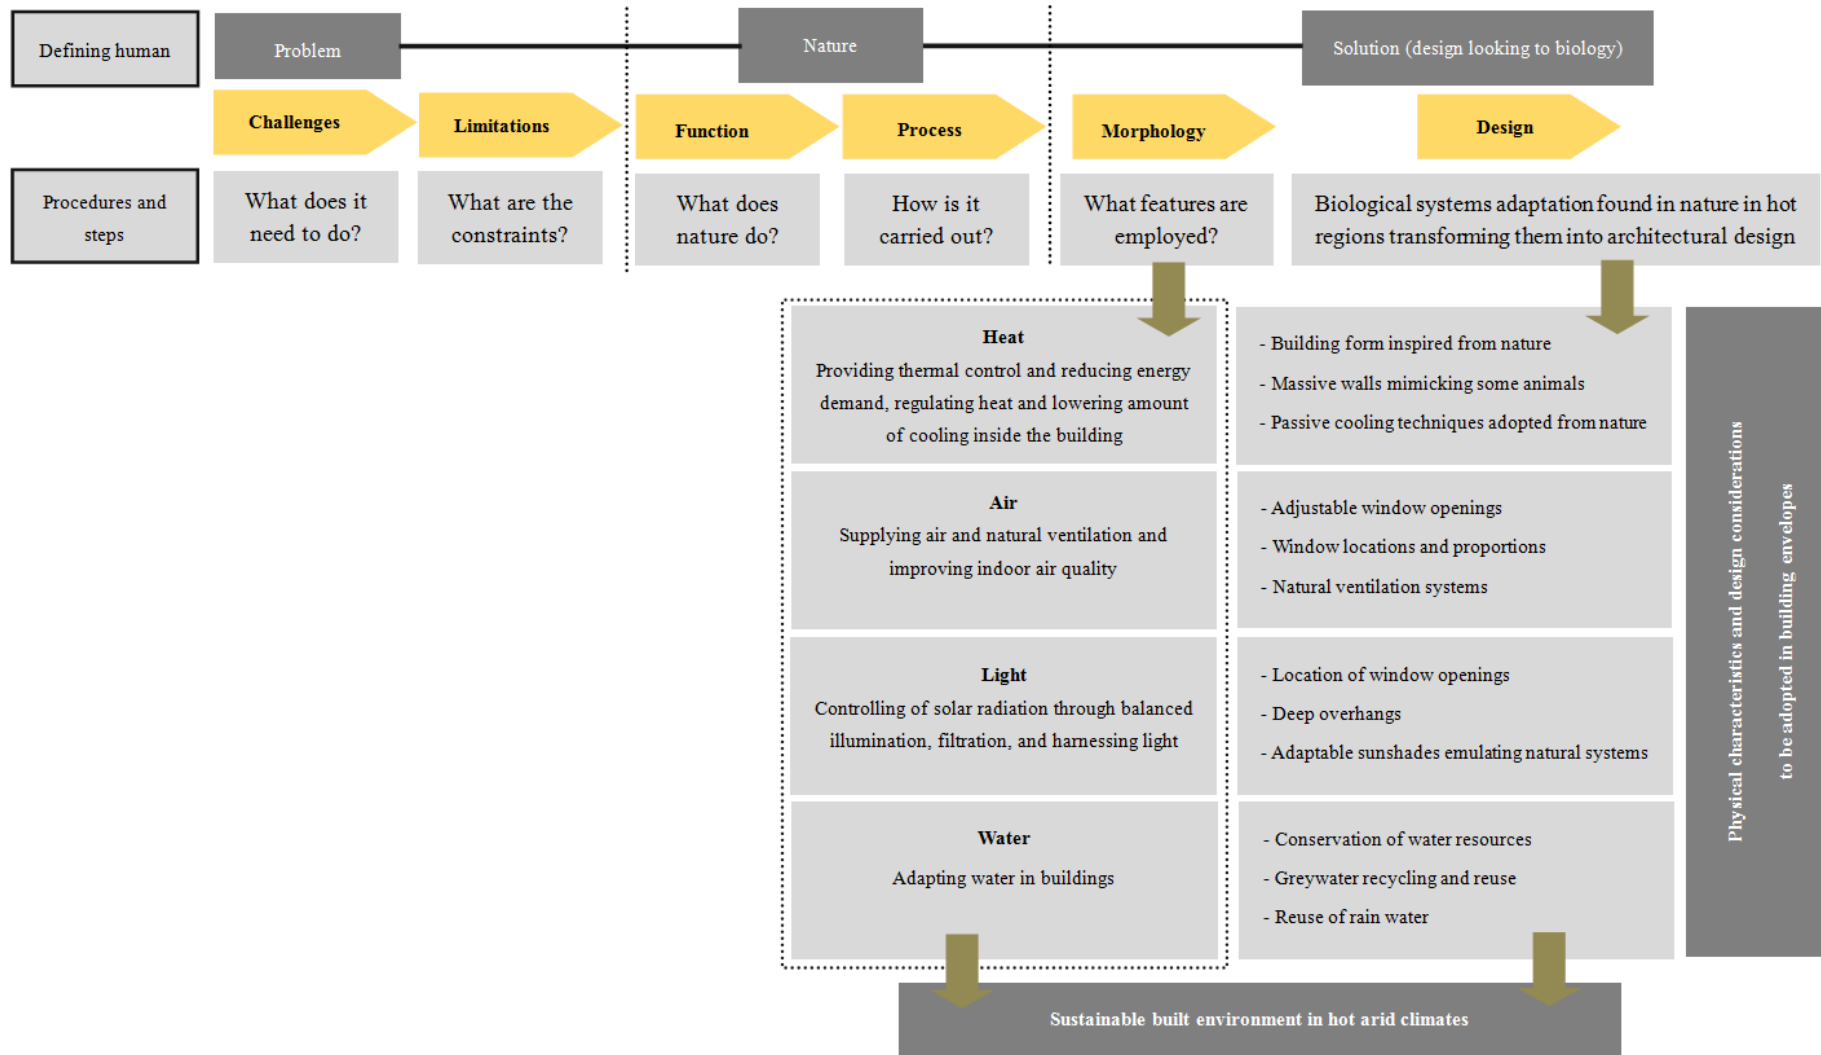 Defining human
Problem
Nature
Solution (design looking to biology)
Challenges
Limitations
Function
Process
Morphology
Design
Procedures and
steps
What does it
need to do?
What are the
constraints?
What does
nature do?
How is it
carried out?
What features are
employed?
Biological systems adaptation found in nature in hot
regions transforming them into architectural design
Heat
Providing thermal control and reducing energy
demand, regulating heat and lowering amount
of cooling inside the building
- Building form inspired from nature
- Massive walls mimicking some animals
- Passive cooling techniques adopted from nature
Air
Supplying air and natural ventilation and
improving indoor air quality
- Adjustable window openings
- Window locations and proportions
- Natural ventilation systems
Light
Controlling of solar radiation through balanced
illumination, filtration, and harnessing light
- Location of window openings
- Deep overhangs
- Adaptable sunshades emulating natural systems
Water
Adapting water in buildings
- Conservation of water resources
- Greywater recycling and reuse
- Reuse of rain water
Physical characteristics and design considerations
to be adopted in building envelopes
Sustainable built environment in hot arid climates